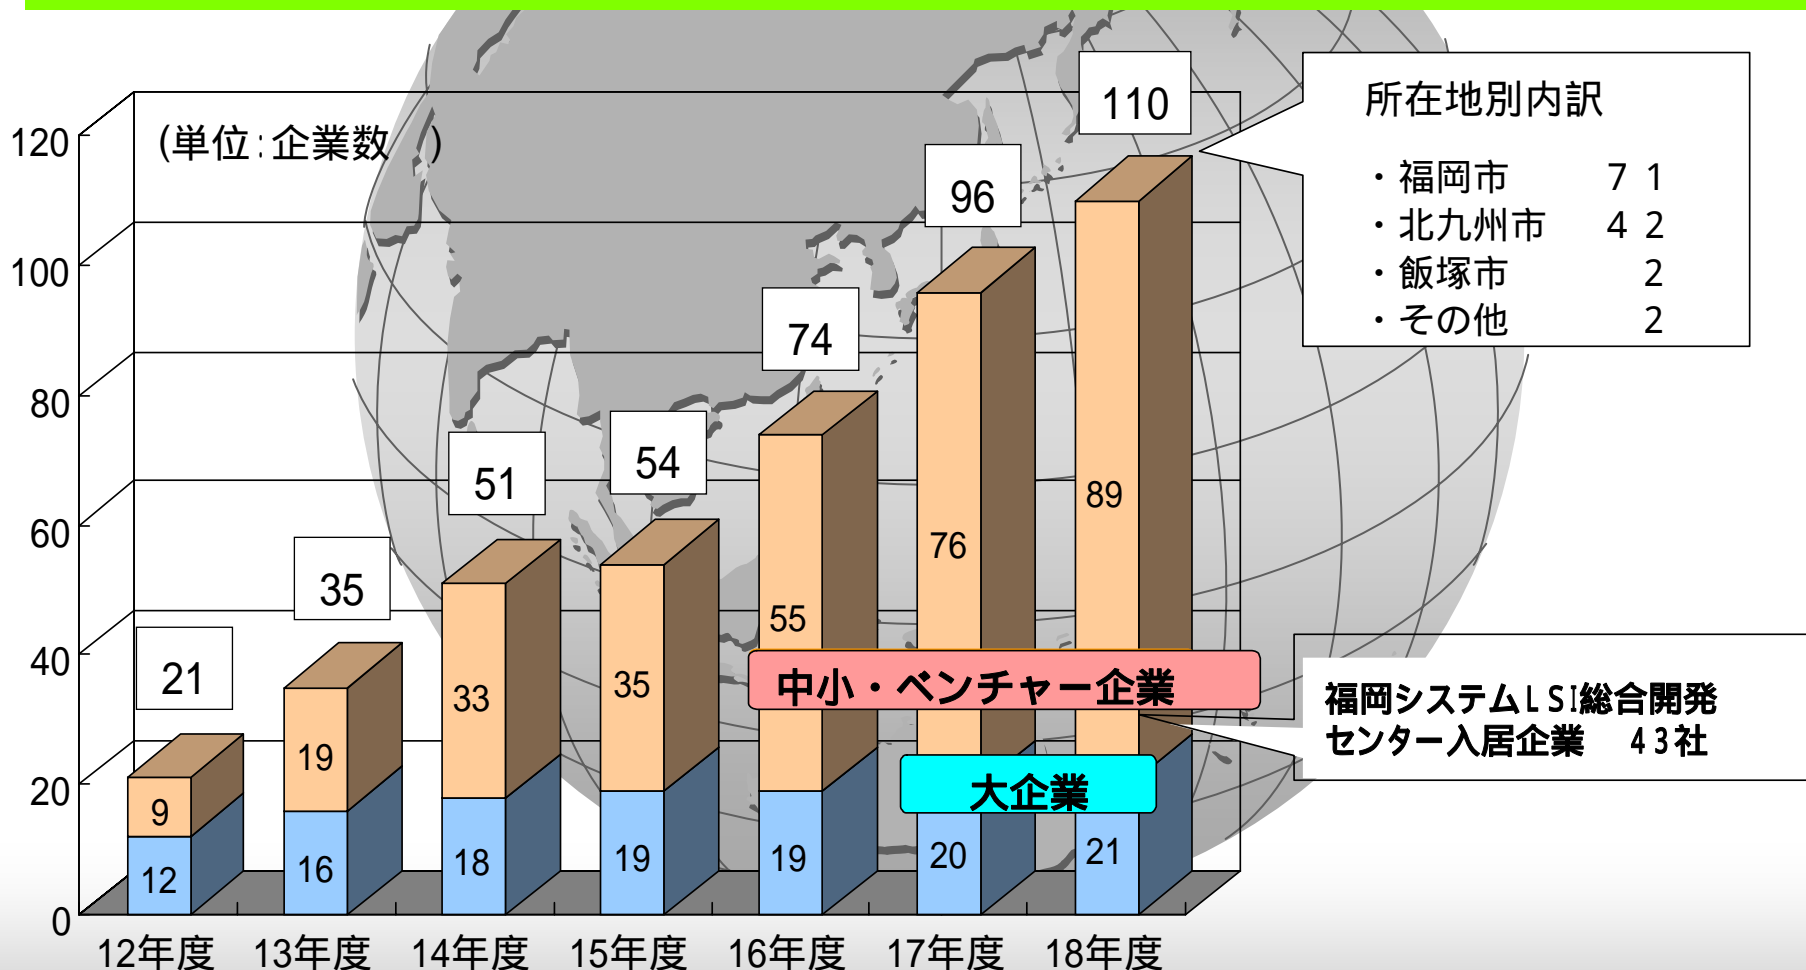 (単位:企業数 )
120
100
80
60
40
20
0
21
35
51
54
74
96
110
9
19
33
35
55
76
89
12
16
18
19
19
20
21
中小・ベンチャー企業
大企業
12年度 13年度 14年度 15年度 16年度 17年度 18年度
所在地別内訳
・福岡市 71
・北九州市 42
・飯塚市 2
・その他 2
福岡システムLSI総合開発
センター入居企業 43社